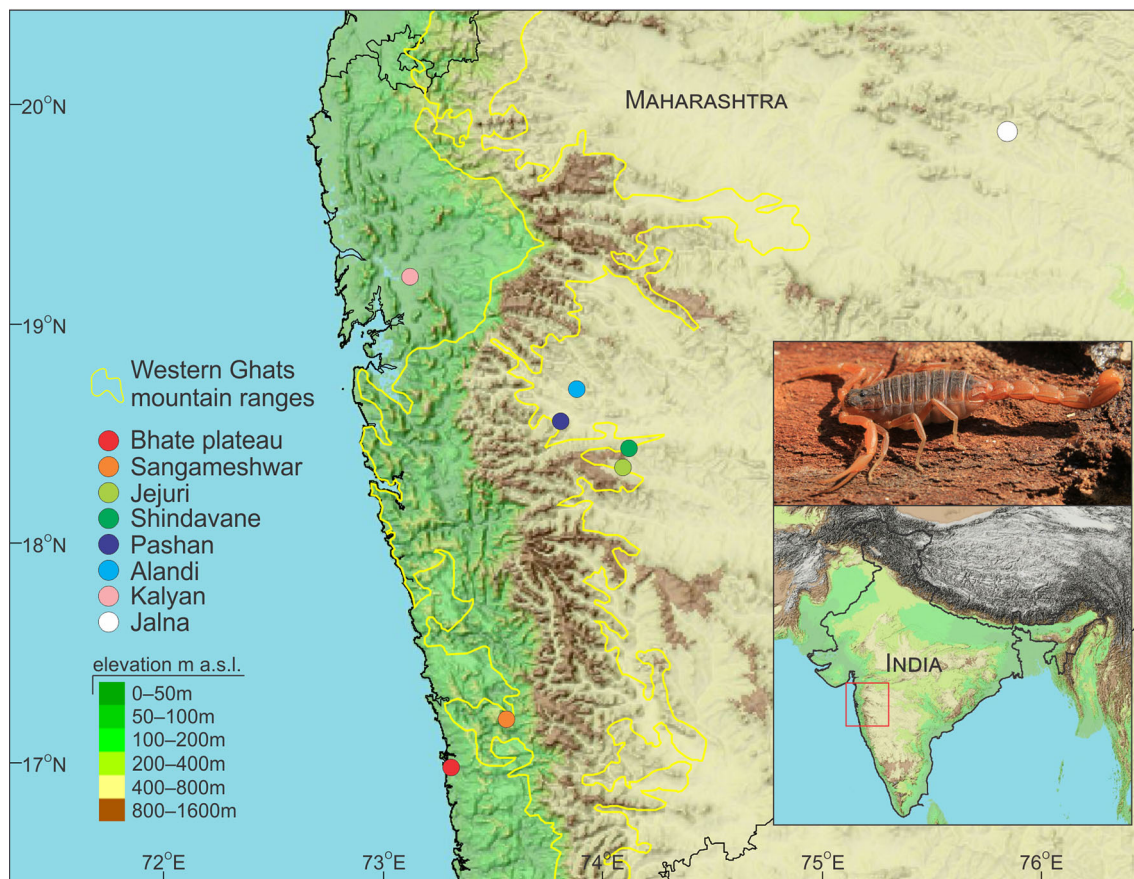 20°N
MAHARASHTRA
19°N
Western Ghats
mountain ranges
Bhate plateau
Sangameshwar
Jejuri
Shindavane
Pashan
Alandi
Kalyan
Jalna
18°N
elevation m a.s.l.
0–50m
50–100m
100–200m
200–400m
400–800m
800–1600m
INDIA
17°N
72°E
73°E
74°E
75°E
76°E